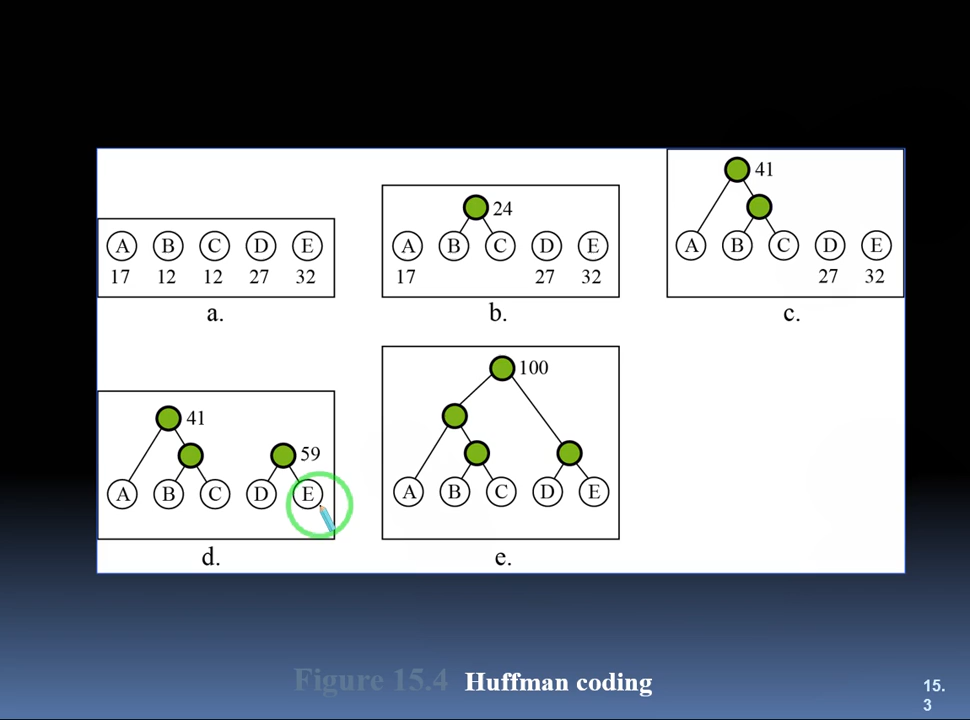 A B C D E
17 12 12 27 32
a.
24
A B C D E
17 27 32
b.
41
A B C D E
27 32
c.
41
59
A B C D E
d.
100
A B C D E
e.
Figure 15.4 Huffman coding
15.
3